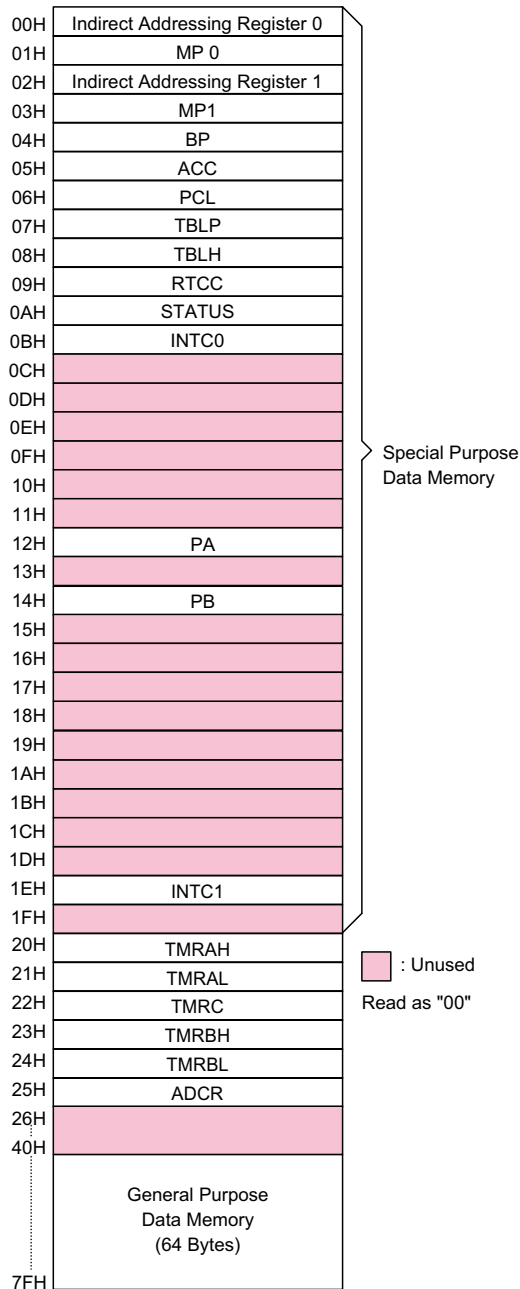 00H Indirect Addressing Register 0
01H MP 0
02H Indirect Addressing Register 1
03H MP1
04H BP
05H ACC
06H PCL
07H TBLP
08H TBLH
09H RTCC
0AH STATUS
0BH INTC0
0CH
0DH
0EH
0FH
10H
11H
12H PA
13H
14H PB
15H
16H
17H
18H
19H
1AH
1BH
1CH
1DH
1EH INTC1
1FH
Special Purpose
Data Memory
20H TMRAH
21H TMRAL
22H TMRC
23H TMRBH
24H TMRBL
25H ADCR
26H
40H
: Unused
Read as "00"
General Purpose
Data Memory
(64 Bytes)
7FH